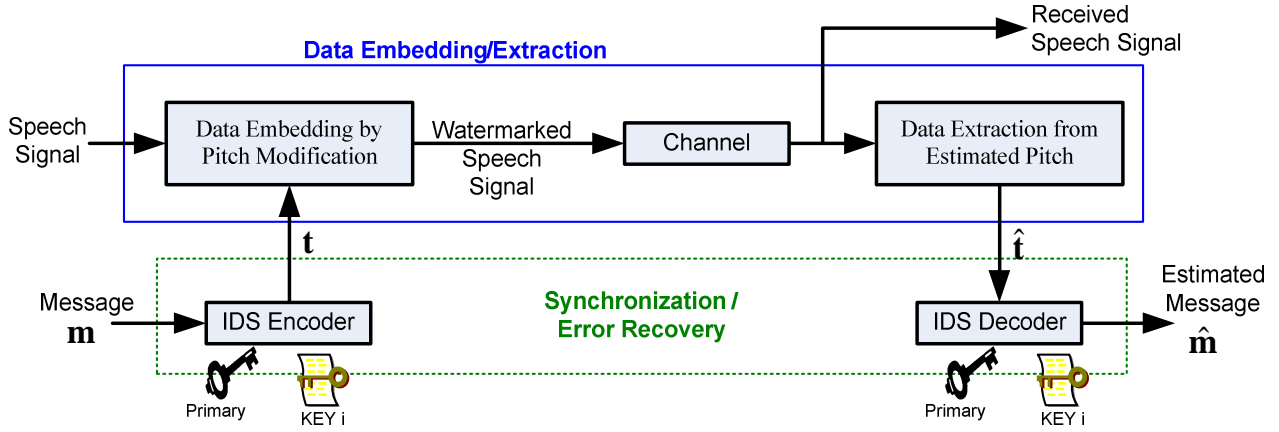 Received
Speech Signal
Data Embedding/Extraction
Speech
Signal
Data Embedding by
Pitch Modification
Watermarked
Speech
Signal
Channel
Data Extraction from
Estimated Pitch
t
t̂
Message
m
IDS Encoder
Synchronization /
Error Recovery
IDS Decoder
Estimated
Message
m̂
Primary
KEY i
Primary
KEY i